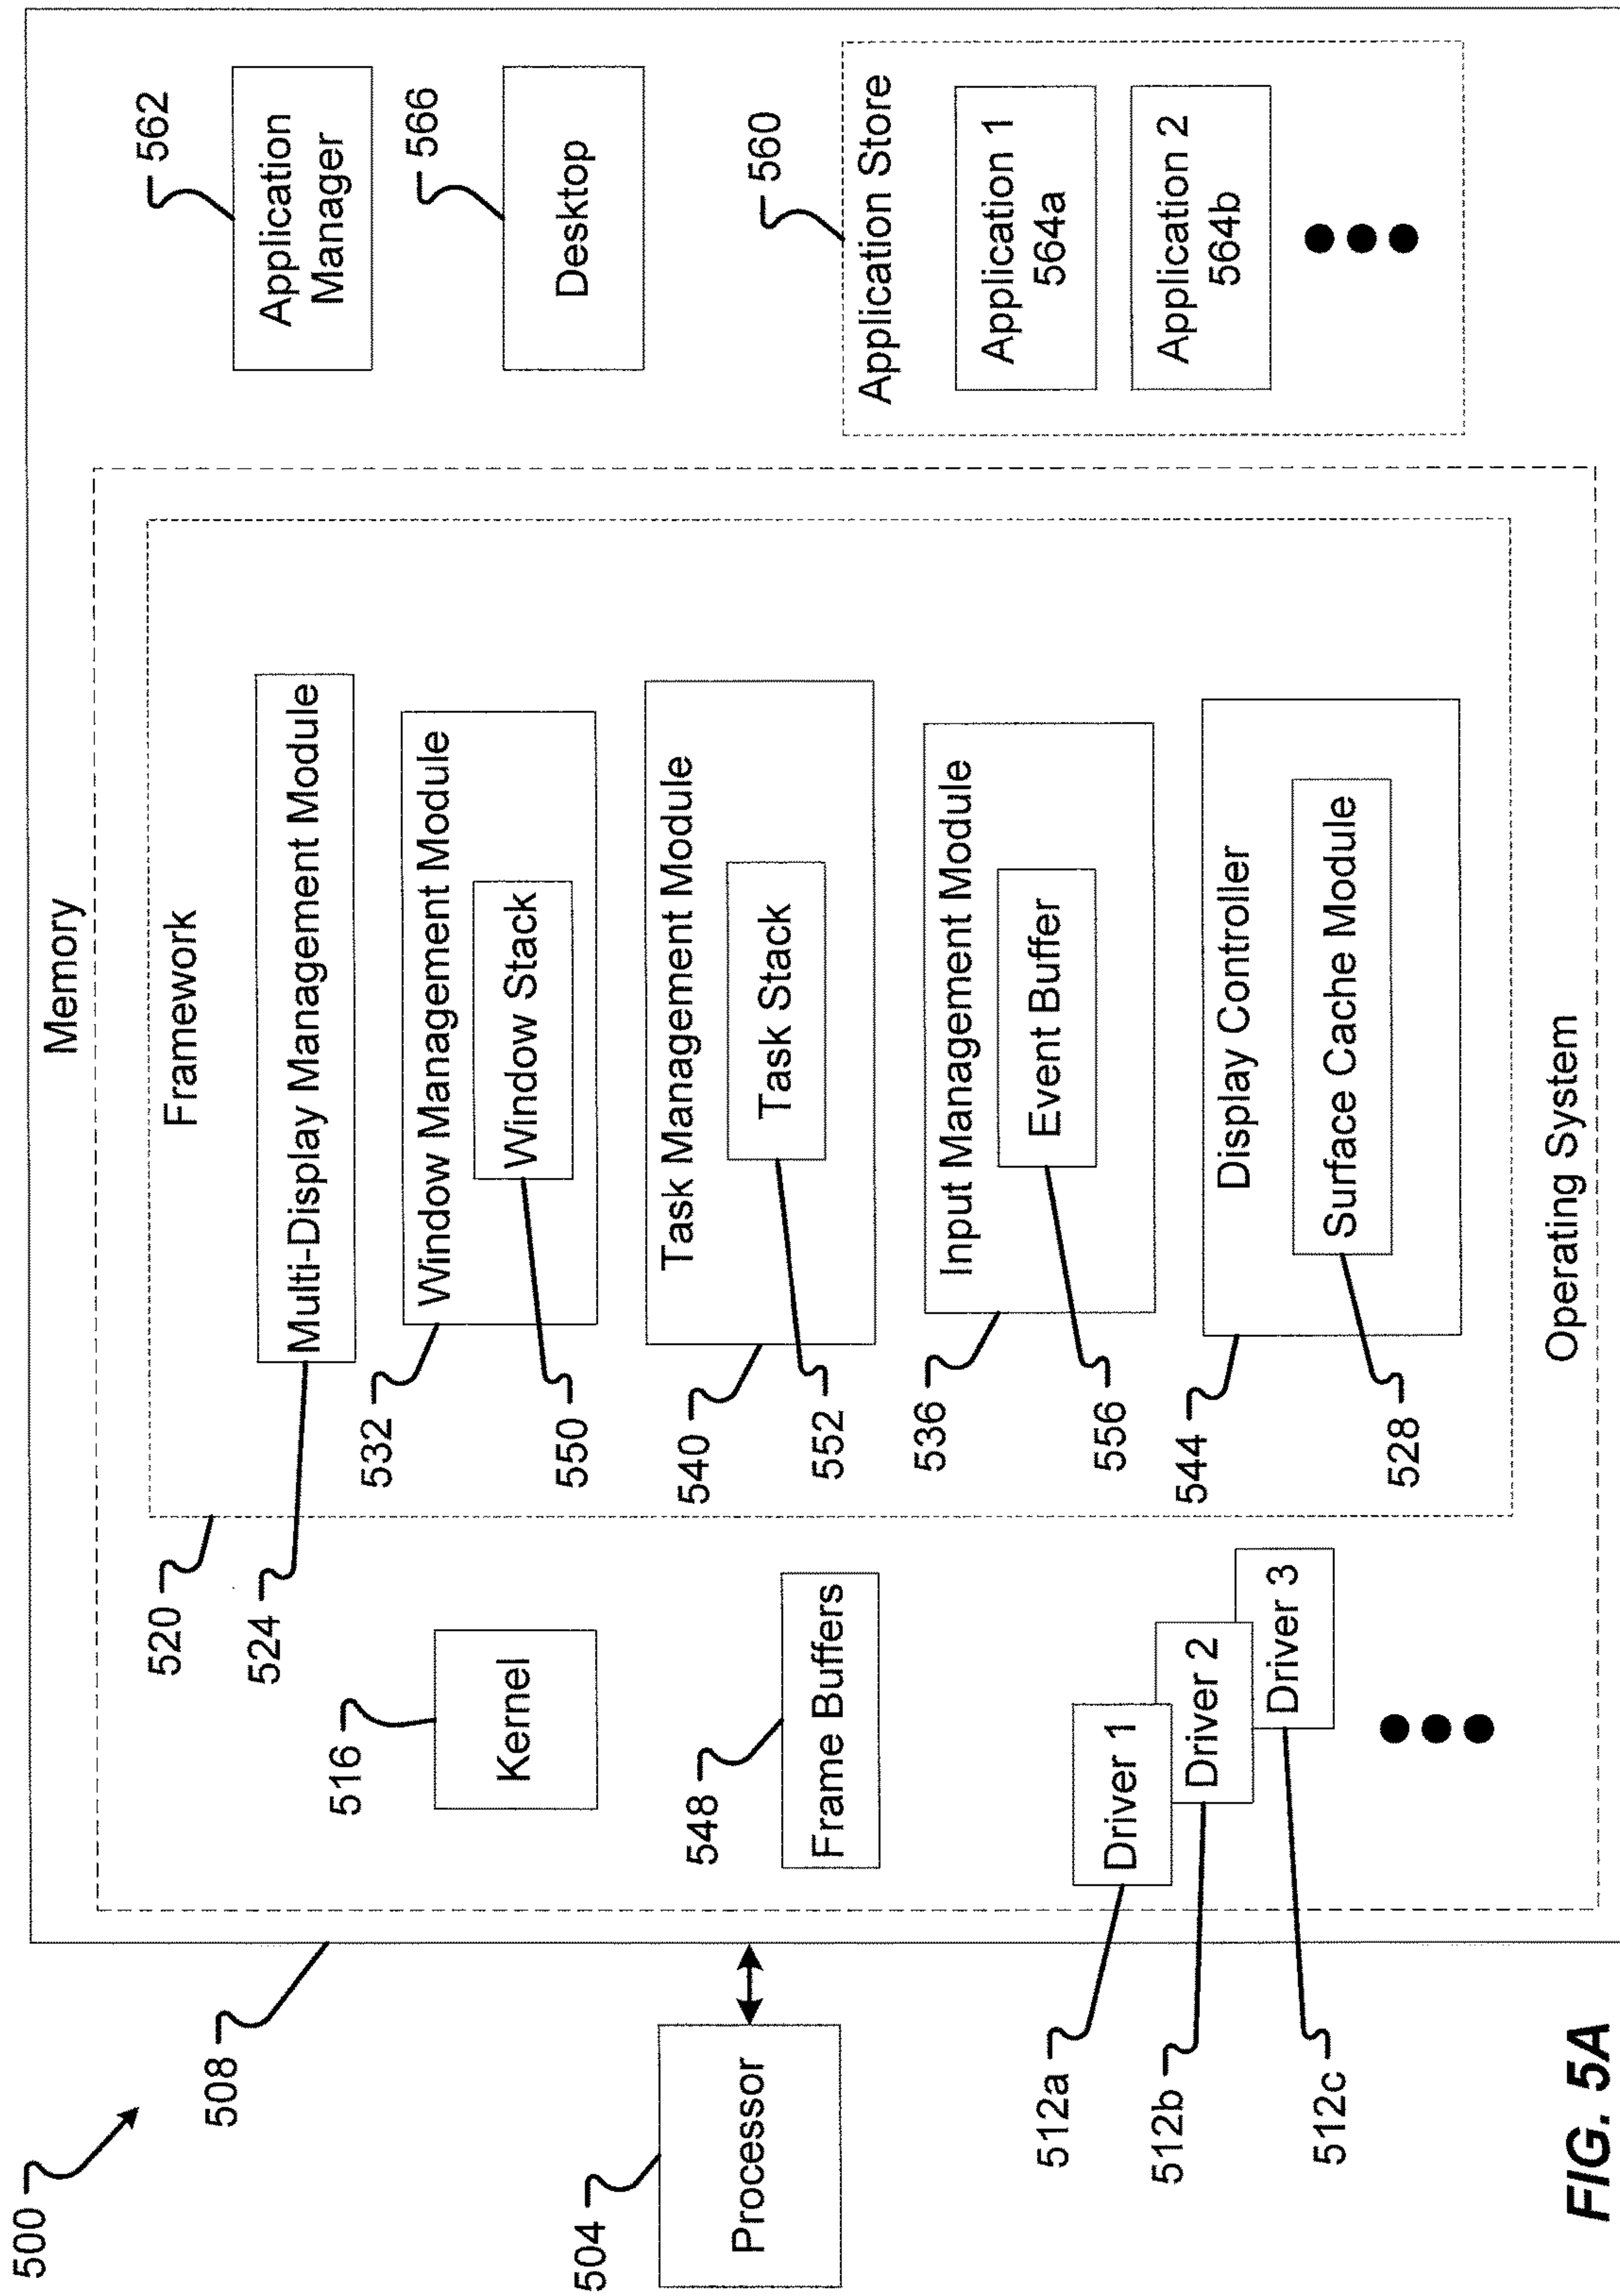 500
508
Memory
504
Processor
520
Framework
524
Multi-Display Management Module
532
Window Management Module
550
Window Stack
540
Task Management Module
552
Task Stack
536
Input Management Module
556
Event Buffer
544
Display Controller
528
Surface Cache Module
Operating System
516
Kernel
548
Frame Buffers
Driver 1
Driver 2
Driver 3
512a
512b
512c
562
Application
Manager
566
Desktop
560
Application Store
Application 1
564a
Application 2
564b
FIG. 5A